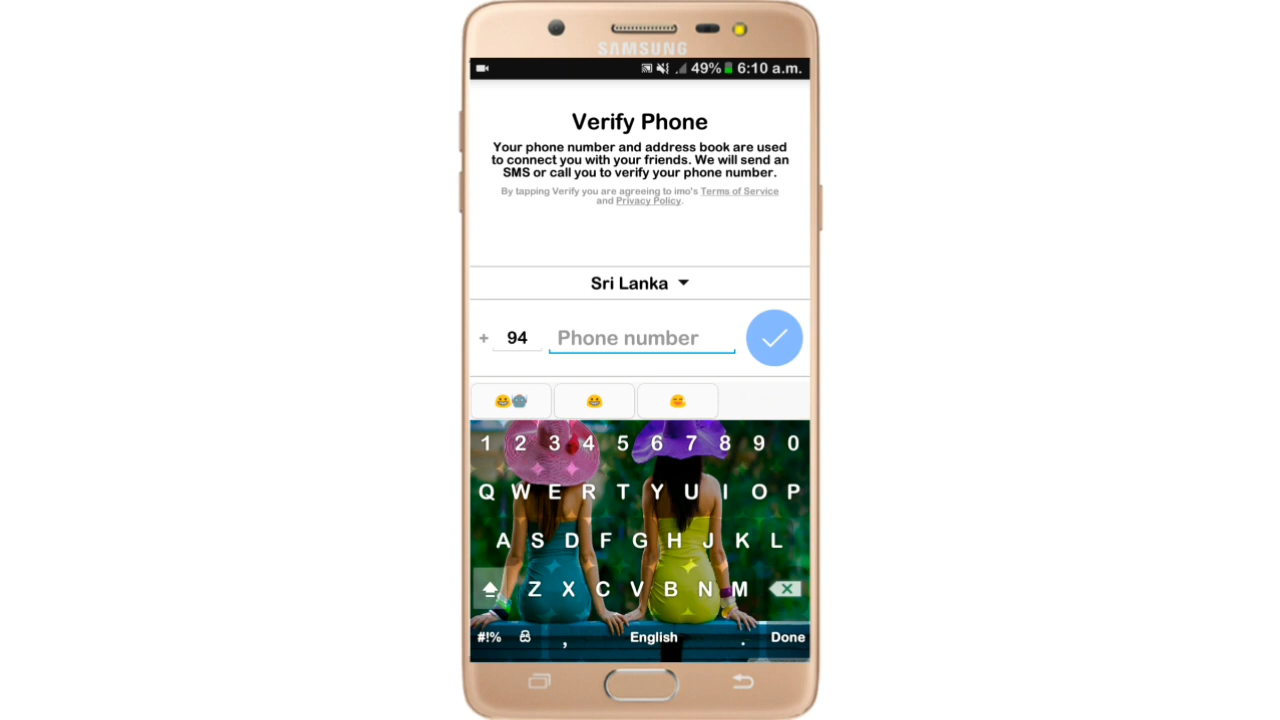 SAMSUNG
49% 6:10 a.m.
Verify Phone
Your phone number and address book are used
to connect you with your friends. We will send an
SMS or call you to verify your phone number.
By tapping Verify you are agreeing to imo's Terms of Service
and Privacy Policy.
Sri Lanka
+ 94 Phone number
1 2 3 4 5 6 7 8 9 0
Q W E R T Y U I O P
A S D F G H J K L
Z X C V B N M
#!% , English . Done